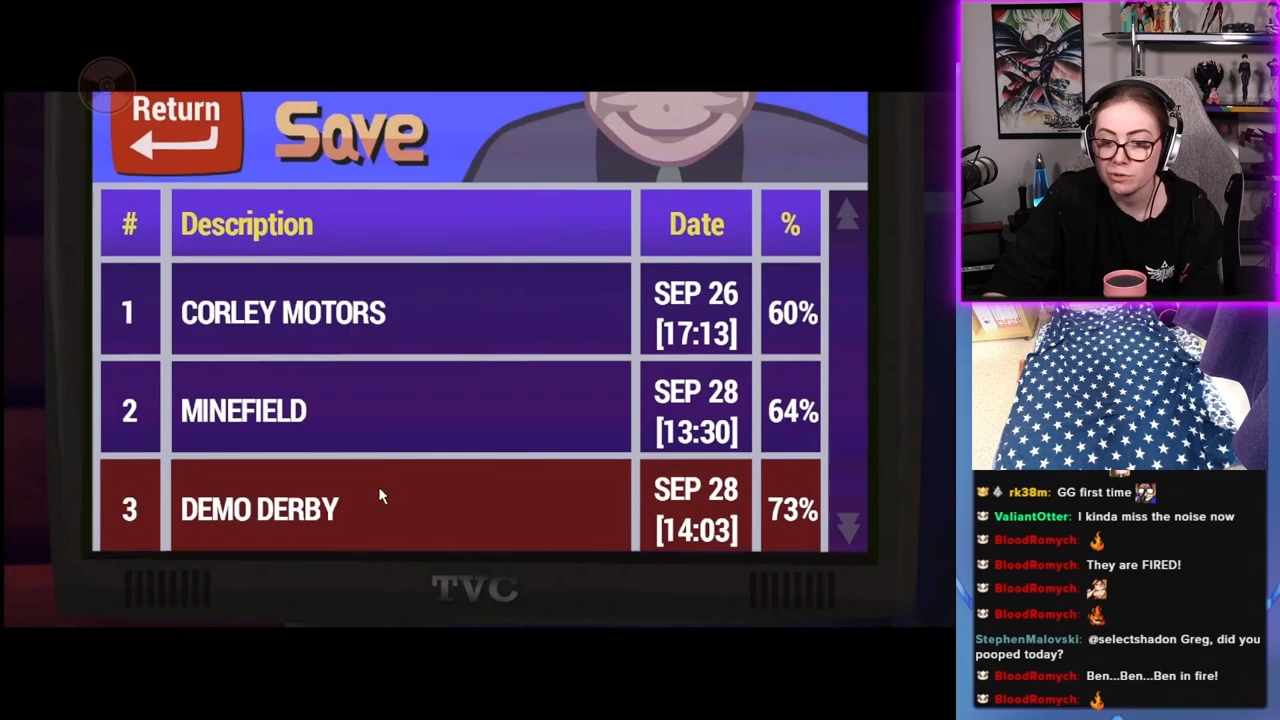 Return
Save
# Description Date %
1 CORLEY MOTORS SEP 26 [17:13] 60%
2 MINEFIELD SEP 28 [13:30] 64%
3 DEMO DERBY SEP 28 [14:03] 73%
TVC
rk38m: GG first time
ValiantOtter: I kinda miss the noise now
BloodRomych:
BloodRomych: They are FIRED!
BloodRomych:
BloodRomych:
StephenMalovski: @selectshadon Greg, did you
pooped today?
BloodRomych: Ben...Ben...Ben in fire!
BloodRomych: